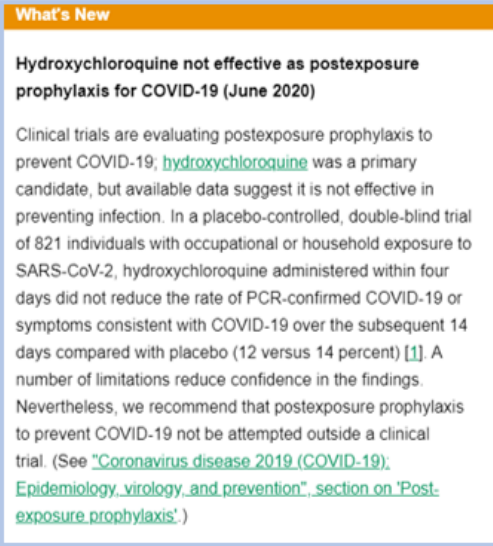 What's New
Hydroxychloroquine not effective as postexposure
prophylaxis for COVID-19 (June 2020)
Clinical trials are evaluating postexposure prophylaxis to
prevent COVID-19; hydroxychloroquine was a primary
candidate, but available data suggest it is not effective in
preventing infection. In a placebo-controlled, double-blind trial
of 821 individuals with occupational or household exposure to
SARS-CoV-2, hydroxychloroquine administered within four
days did not reduce the rate of PCR-confirmed COVID-19 or
symptoms consistent with COVID-19 over the subsequent 14
days compared with placebo (12 versus 14 percent) [1]. A
number of limitations reduce confidence in the findings.
Nevertheless, we recommend that postexposure prophylaxis
to prevent COVID-19 not be attempted outside a clinical
trial. (See "Coronavirus disease 2019 (COVID-19):
Epidemiology, virology, and prevention", section on 'Post-
exposure prophylaxis'.)